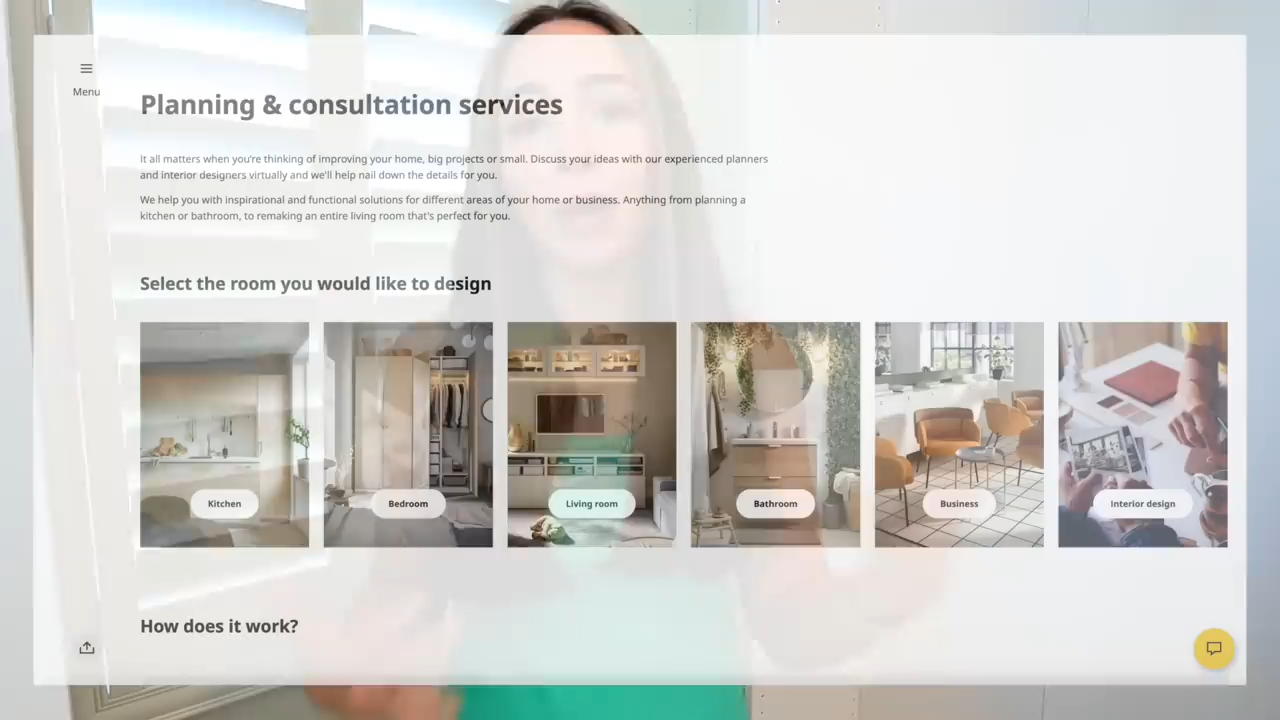 Menu
Planning & consultation services
It all matters when you're thinking of improving your home, big projects or small. Discuss your ideas with our experienced planners
and interior designers virtually and we'll help nail down the details for you.
We help you with inspirational and functional solutions for different areas of your home or business. Anything from planning a
kitchen or bathroom, to remaking an entire living room that's perfect for you.
Select the room you would like to design
Kitchen
Bedroom
Living room
Bathroom
Business
Interior design
How does it work?